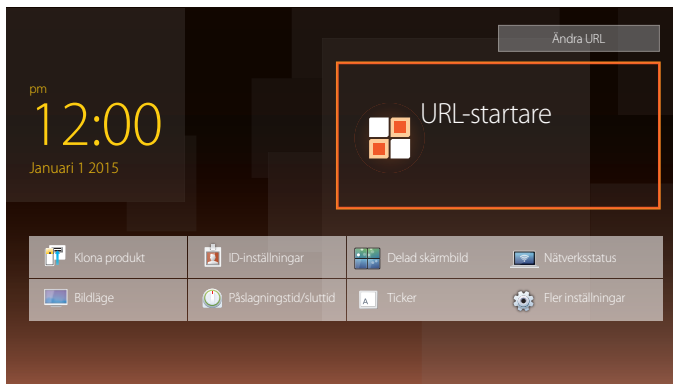 Ändra URL
pm
12:00
Januari 1 2015
URL-startare
Klona produkt
ID-inställningar
Delad skärmbild
Nätverksstatus
Bildläge
Påslagningstid/sluttid
A
Ticker
Fler inställningar